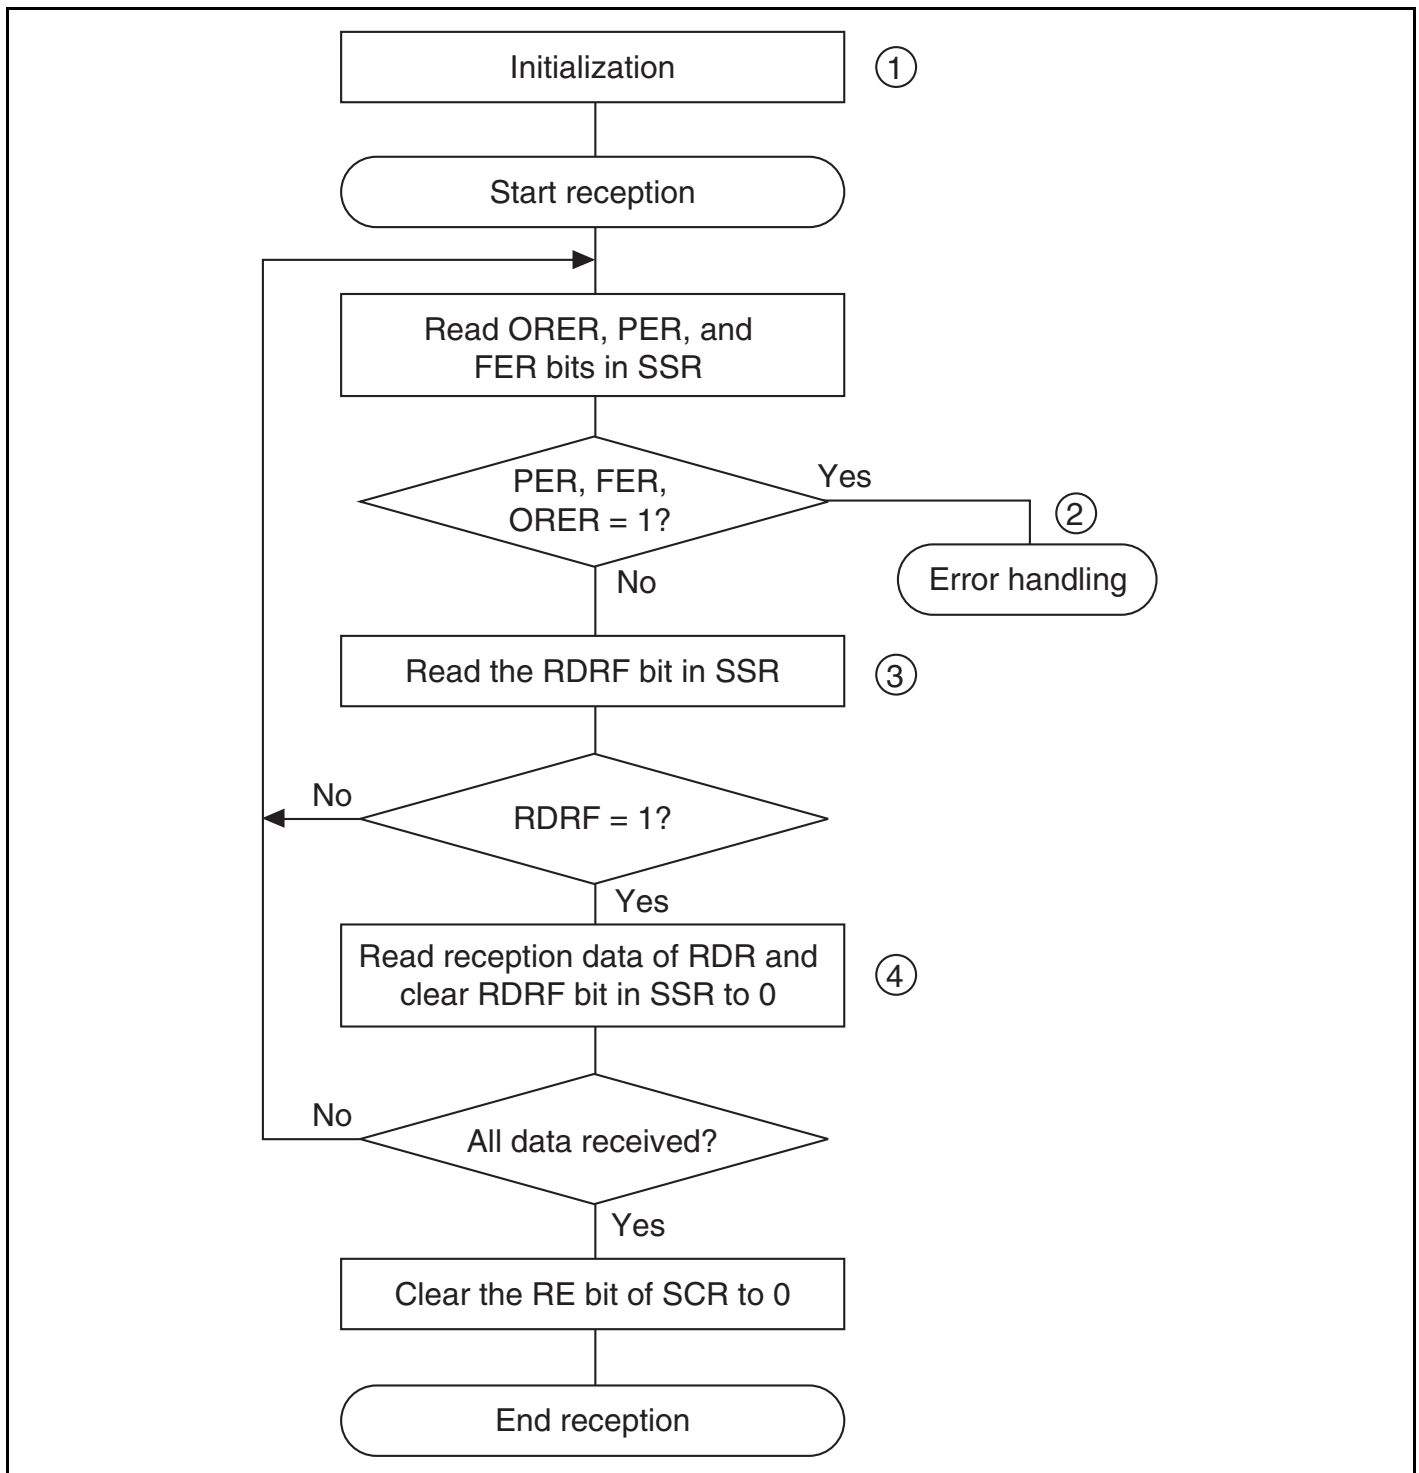 Initialization
①
Start reception
Read ORER, PER, and
FER bits in SSR
PER, FER,
ORER = 1?
Yes
②
Error handling
No
Read the RDRF bit in SSR
③
No
RDRF = 1?
Yes
Read reception data of RDR and
clear RDRF bit in SSR to 0
④
No
All data received?
Yes
Clear the RE bit of SCR to 0
End reception